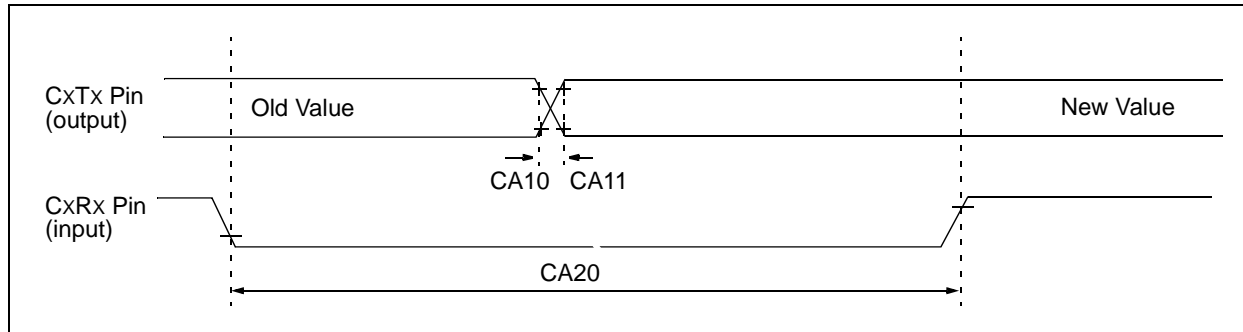 CxTx Pin
(output)
Old Value
New Value
CA10 CA11
CxRx Pin
(input)
CA20